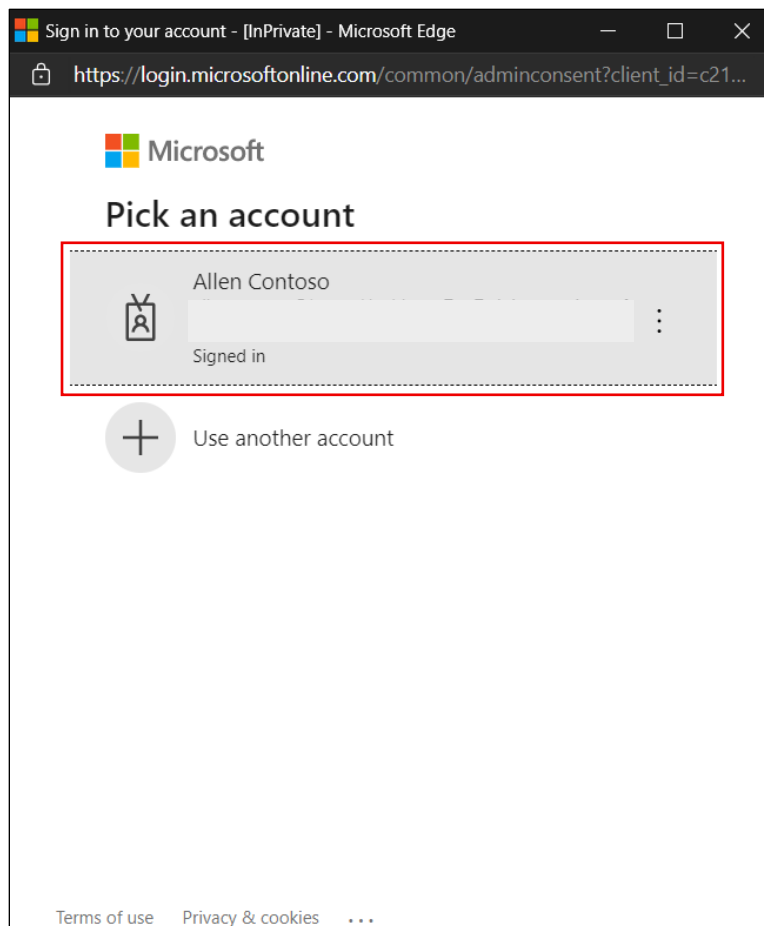 Sign in to your account - [InPrivate] - Microsoft Edge
https://login.microsoftonline.com/common/adminconsent?client_id=c21...
Microsoft
Pick an account
Allen Contoso
Signed in
Use another account
Terms of use Privacy & cookies ...